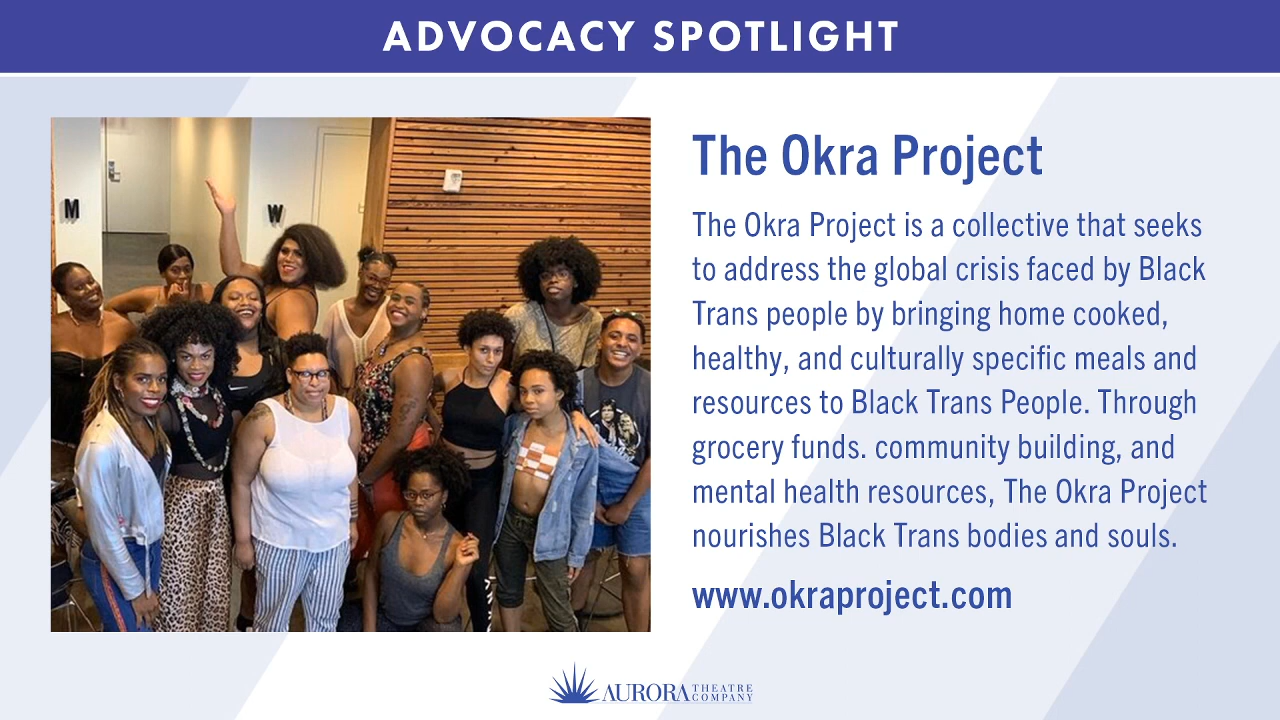 ADVOCACY SPOTLIGHT
M
W
The Okra Project
The Okra Project is a collective that seeks
to address the global crisis faced by Black
Trans people by bringing home cooked,
healthy, and culturally specific meals and
resources to Black Trans People. Through
grocery funds. community building, and
mental health resources, The Okra Project
nourishes Black Trans bodies and souls.
www.okraproject.com
AURORA THEATRE
COMPANY